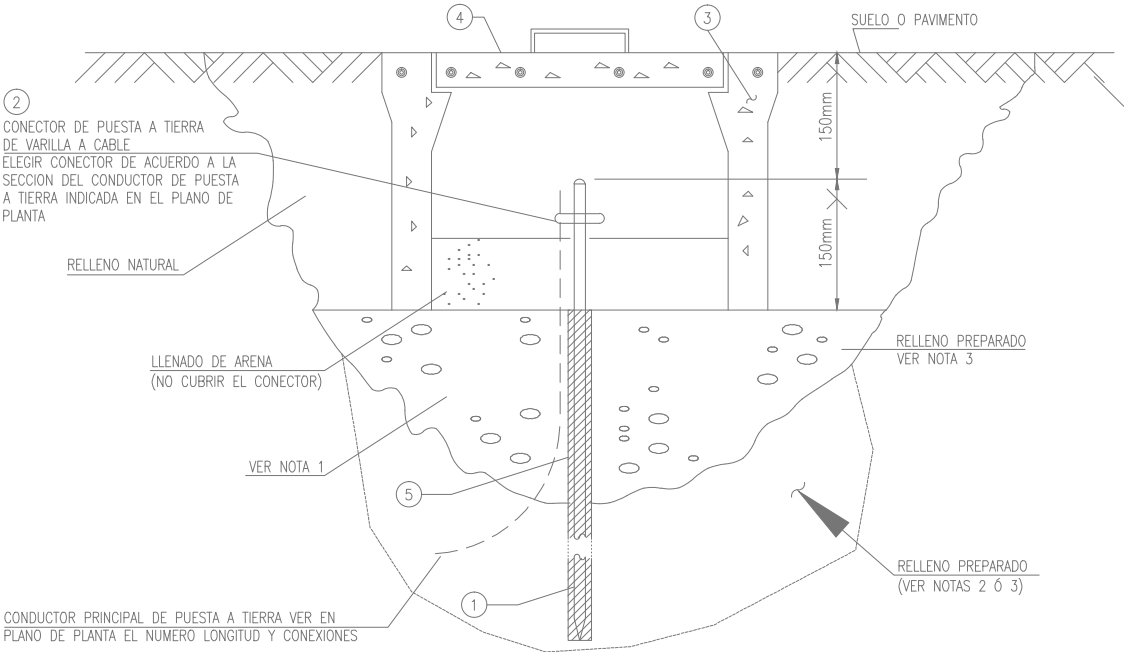 4
3
SUELO O PAVIMENTO
2
CONECTOR DE PUESTA A TIERRA
DE VARILLA A CABLE
ELEGIR CONECTOR DE ACUERDO A LA
SECCION DEL CONDUCTOR DE PUESTA
A TIERRA INDICADA EN EL PLANO DE
PLANTA
150mm
150mm
RELLENO NATURAL
LLENADO DE ARENA
(NO CUBRIR EL CONECTOR)
RELLENO PREPARADO
VER NOTA 3
VER NOTA 1
5
RELLENO PREPARADO
(VER NOTAS 2 Ó 3)
1
CONDUCTOR PRINCIPAL DE PUESTA A TIERRA VER EN
PLANO DE PLANTA EL NUMERO LONGITUD Y CONEXIONES